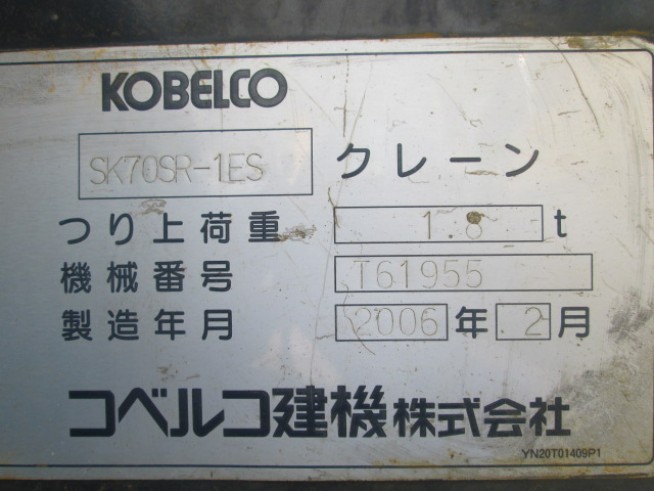 KOBELCO
SK70SR-1ES クレーン
つり上荷重 1.8 t
機械番号 T61955
製造年月 2006 年 2 月
コベルコ建機株式会社
YN20T01409P1